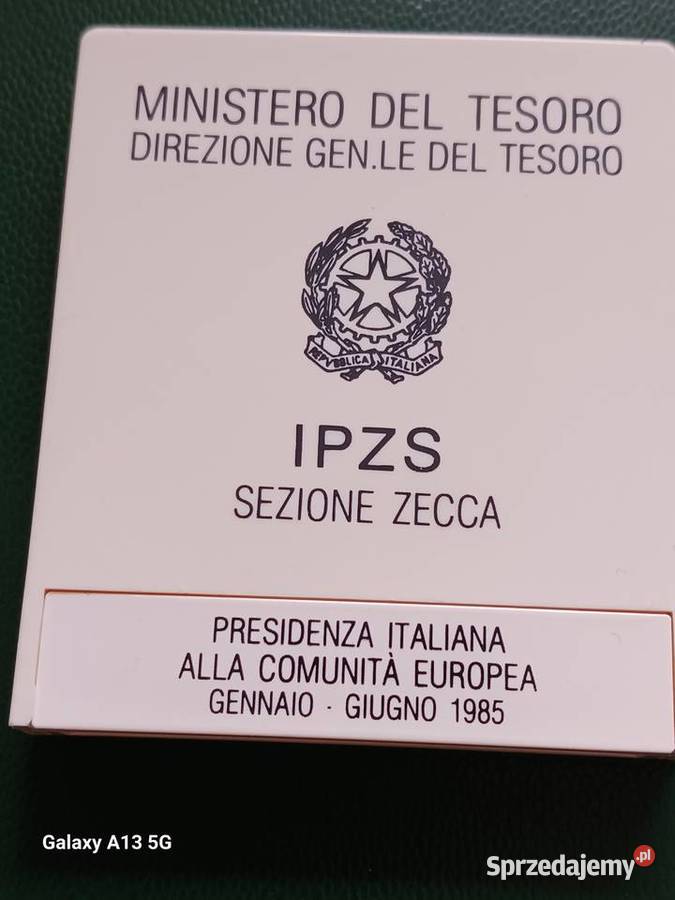 MINISTERO DEL TESORO
DIREZIONE GEN.LE DEL TESORO
REPVBBLICA ITALIANA
IPZS
SEZIONE ZECCA
PRESIDENZA ITALIANA
ALLA COMUNITÀ EUROPEA
GENNAIO - GIUGNO 1985
Galaxy A13 5G
Sprzedajemy.pl